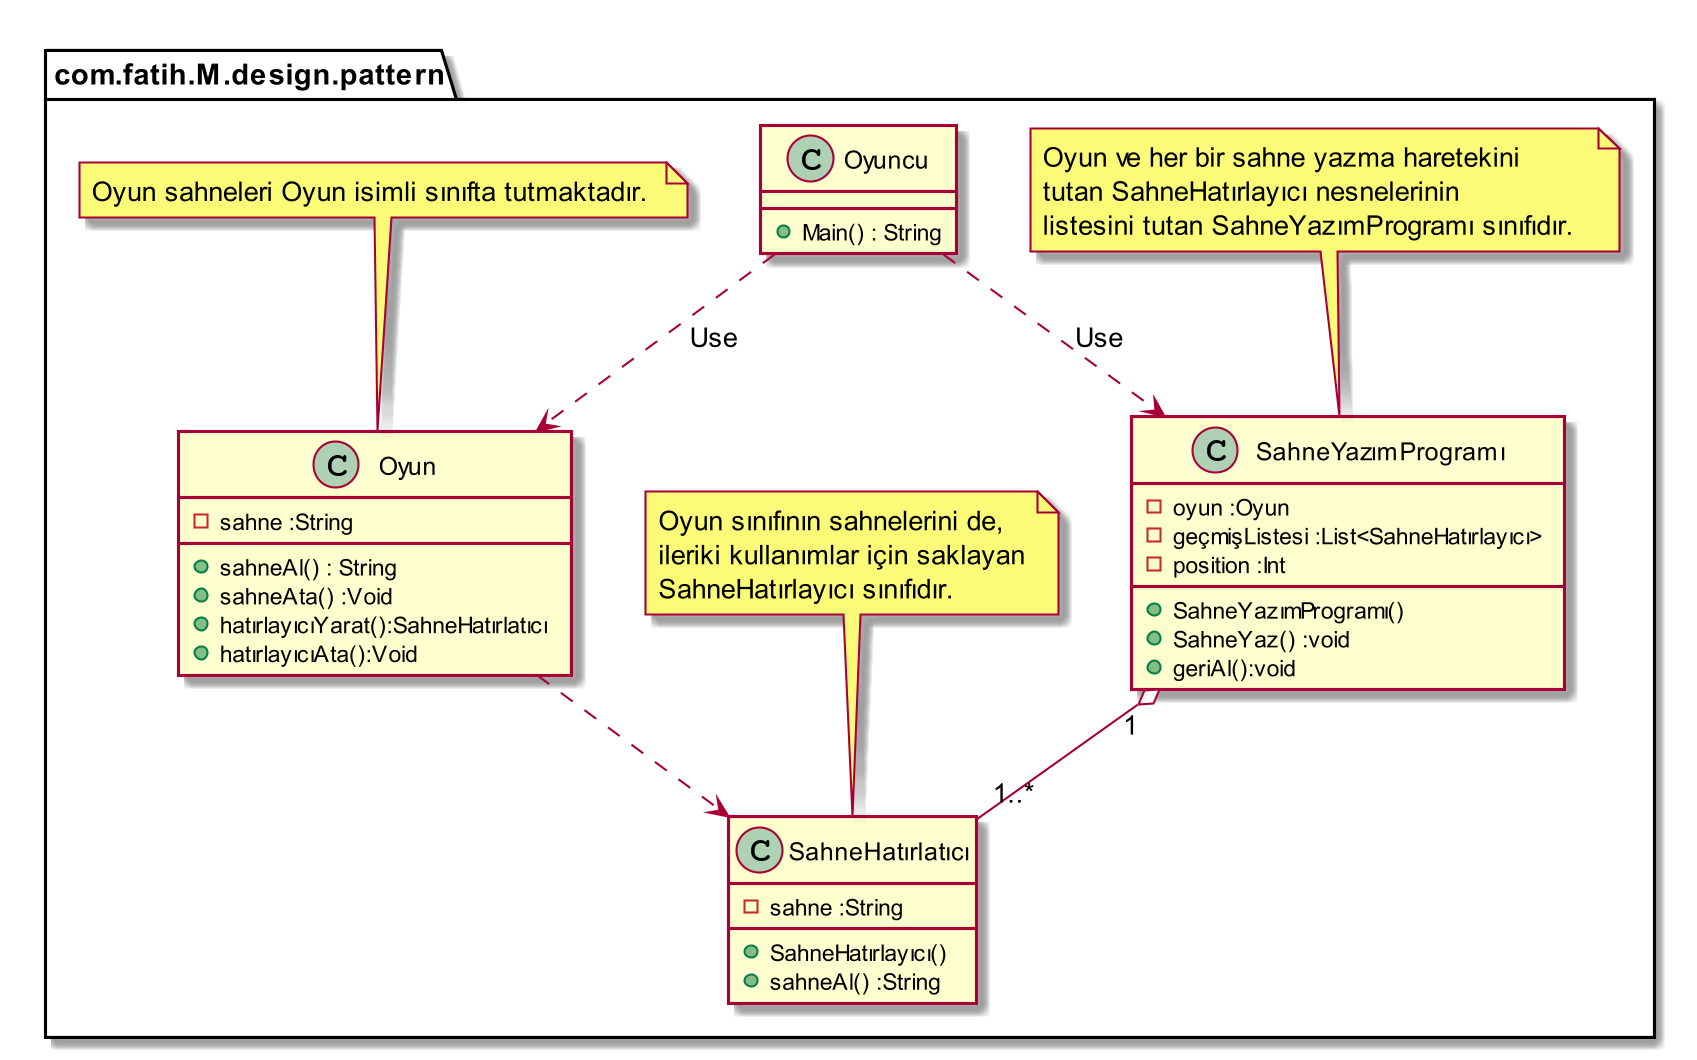 com.fatih.M.design.pattern
Oyun sahneleri Oyun isimli sınıfta tutmaktadır.
C Oyuncu
Main() : String
Oyun ve her bir sahne yazma haretekini
tutan SahneHatırlayıcı nesnelerinin
listesini tutan SahneYazımProgramı sınıfıdır.
Use
Use
C Oyun
sahne :String
sahneAl() : String
sahneAta() :Void
hatırlayıcıYarat():SahneHatırlatıcı
hatırlayıcıAta():Void
Oyun sınıfının sahnelerini de,
ileriki kullanımlar için saklayan
SahneHatırlayıcı sınıfıdır.
C SahneYazımProgramı
oyun :Oyun
geçmişListesi :List<SahneHatırlayıcı>
position :Int
SahneYazımProgramı()
SahneYaz() :void
geriAl():void
1
1..*
C SahneHatırlatıcı
sahne :String
SahneHatırlayıcı()
sahneAl() :String